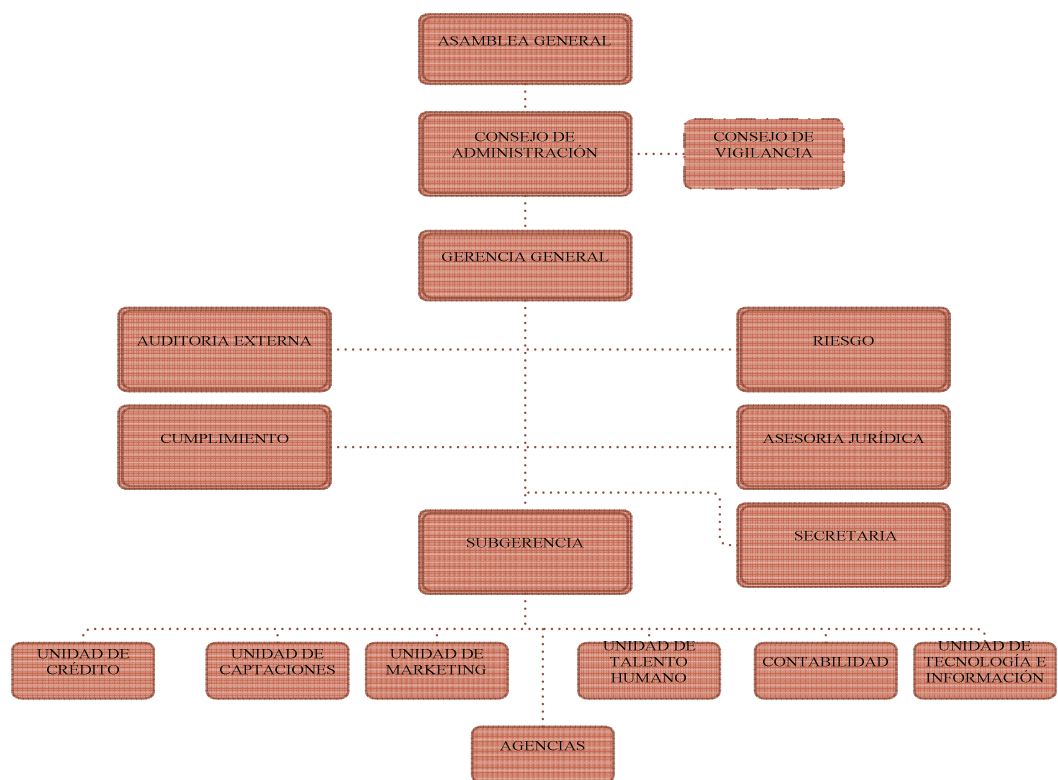 ASAMBLEA GENERAL
CONSEJO DE
ADMINISTRACIÓN
CONSEJO DE
VIGILANCIA
GERENCIA GENERAL
AUDITORIA EXTERNA
RIESGO
CUMPLIMIENTO
ASESORIA JURÍDICA
SECRETARIA
SUBGERENCIA
UNIDAD DE
CRÉDITO
UNIDAD DE
CAPTACIONES
UNIDAD DE
MARKETING
UNIDAD DE
TALENTO
HUMANO
CONTABILIDAD
UNIDAD DE
TECNOLOGÍA E
INFORMACIÓN
AGENCIAS